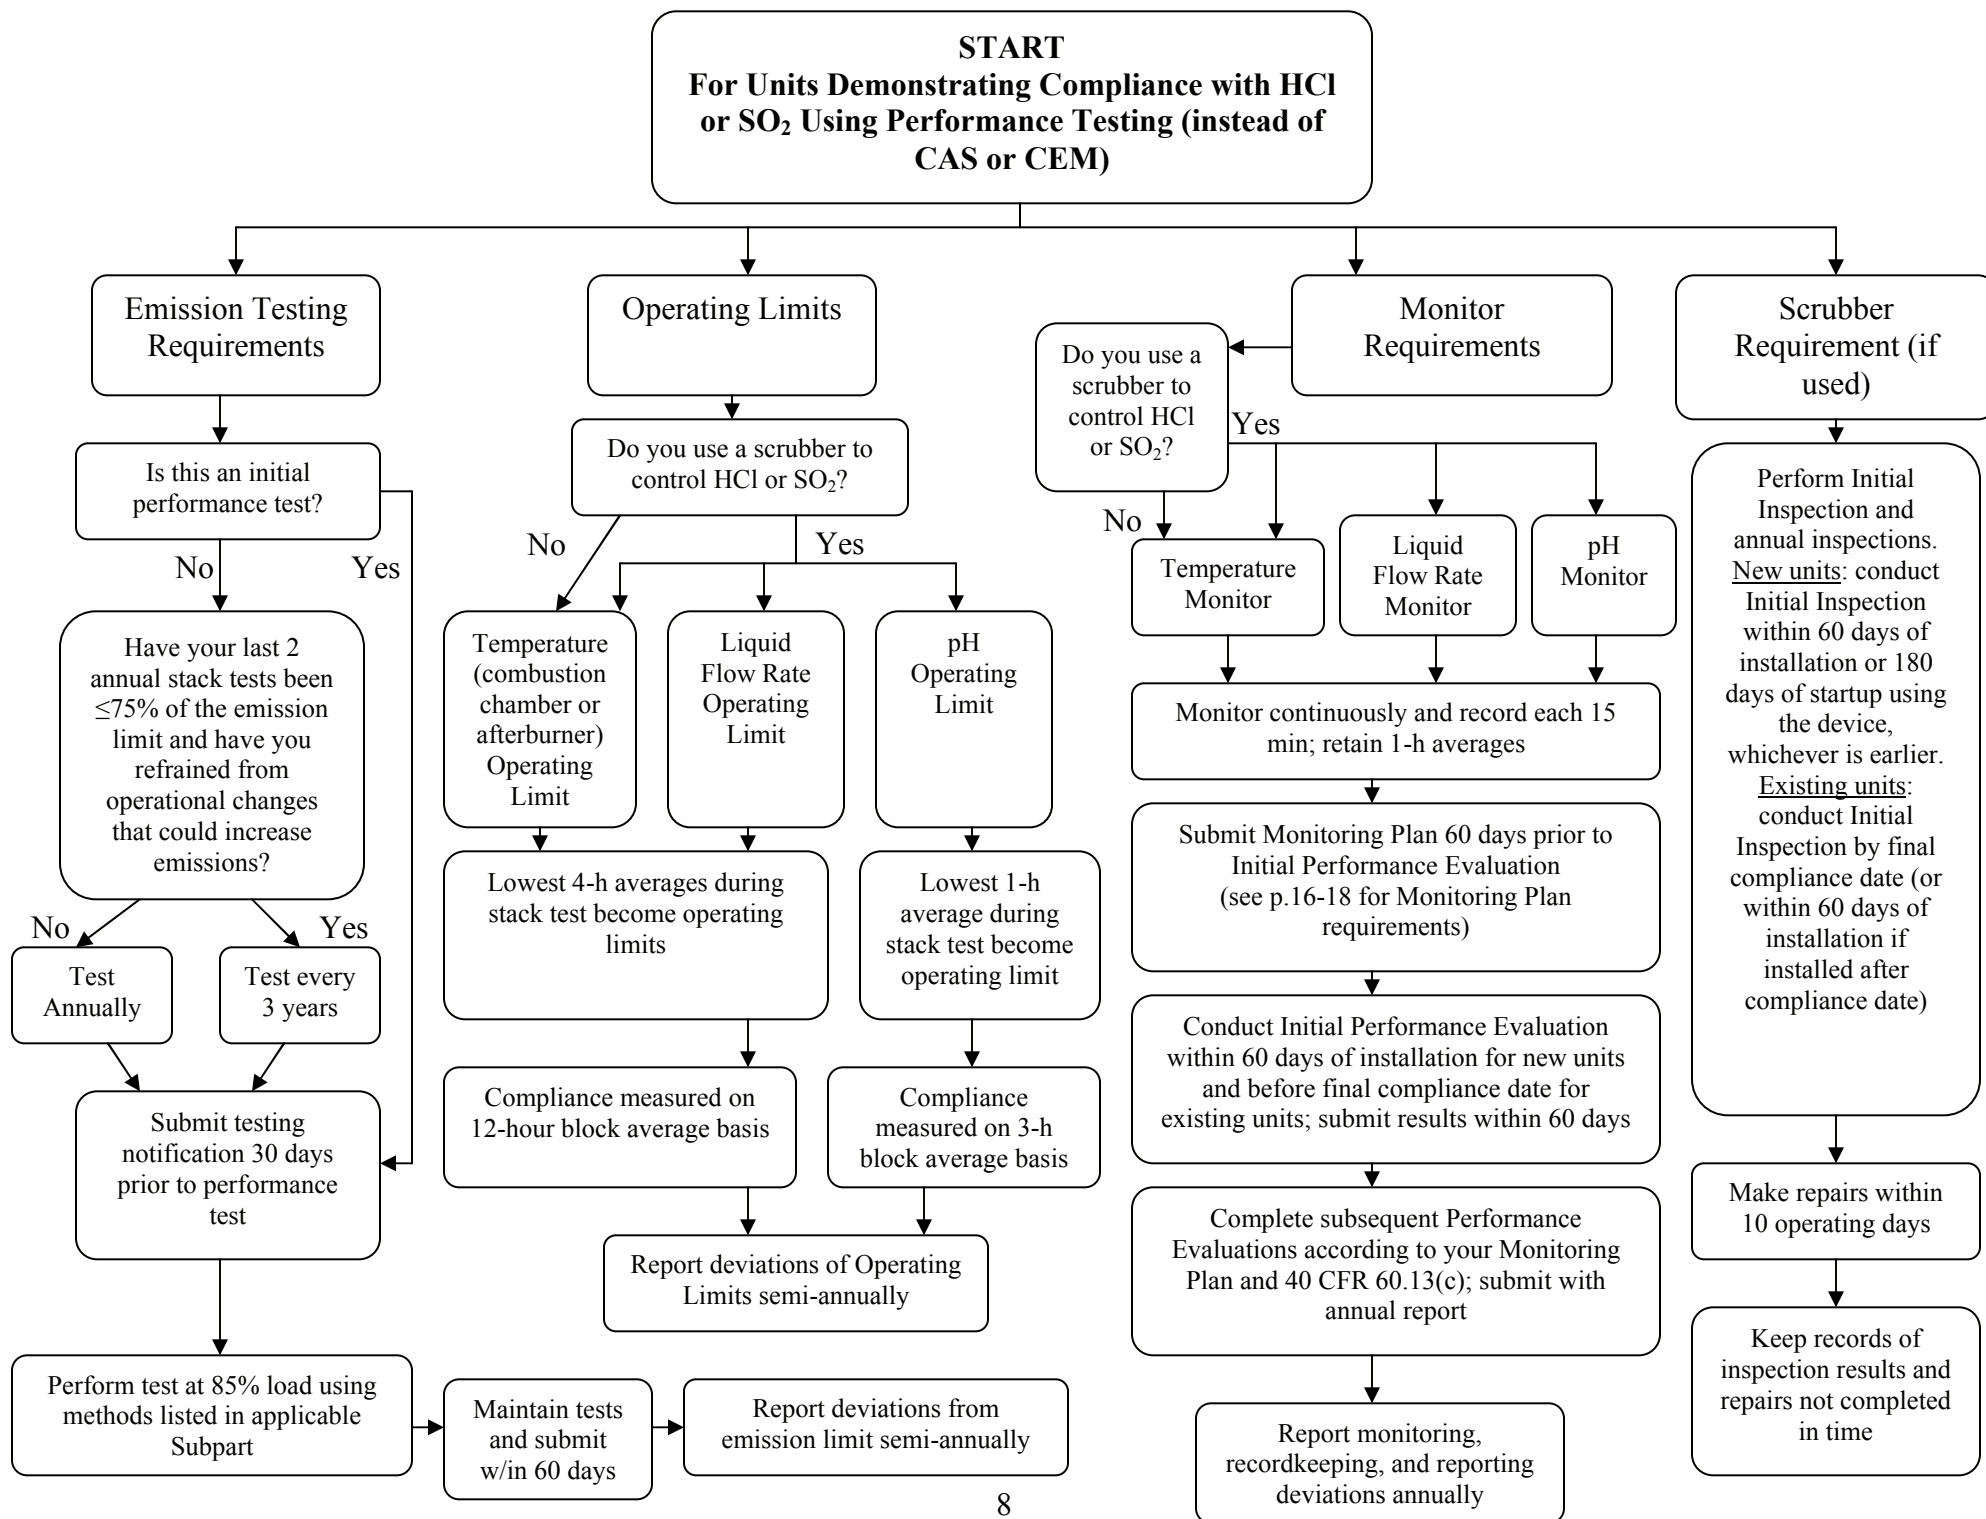 START
For Units Demonstrating Compliance with HCl
or SO₂ Using Performance Testing (instead of
CAS or CEM)
Emission Testing
Requirements
Is this an initial
performance test?
No
Yes
Have your last 2
annual stack tests been
≤75% of the emission
limit and have you
refrained from
operational changes
that could increase
emissions?
No
Yes
Test
Annually
Test every
3 years
Submit testing
notification 30 days
prior to performance
test
Perform test at 85% load using
methods listed in applicable
Subpart
Maintain tests
and submit
w/in 60 days
Report deviations from
emission limit semi-annually
Operating Limits
Do you use a scrubber to
control HCl or SO₂?
No
Yes
Temperature
(combustion
chamber or
afterburner)
Operating
Limit
Liquid
Flow Rate
Operating
Limit
pH
Operating
Limit
Lowest 4-h averages during
stack test become operating
limits
Lowest 1-h
average during
stack test become
operating limit
Compliance measured on
12-hour block average basis
Compliance
measured on 3-h
block average basis
Report deviations of Operating
Limits semi-annually
Monitor
Requirements
Do you use a
scrubber to
control HCl
or SO₂?
Yes
No
Temperature
Monitor
Liquid
Flow Rate
Monitor
pH
Monitor
Monitor continuously and record each 15
min; retain 1-h averages
Submit Monitoring Plan 60 days prior to
Initial Performance Evaluation
(see p.16-18 for Monitoring Plan
requirements)
Conduct Initial Performance Evaluation
within 60 days of installation for new units
and before final compliance date for
existing units; submit results within 60 days
Complete subsequent Performance
Evaluations according to your Monitoring
Plan and 40 CFR 60.13(c); submit with
annual report
Report monitoring,
recordkeeping, and reporting
deviations annually
Scrubber
Requirement (if
used)
Perform Initial
Inspection and
annual inspections.
New units: conduct
Initial Inspection
within 60 days of
installation or 180
days of startup using
the device,
whichever is earlier.
Existing units:
conduct Initial
Inspection by final
compliance date (or
within 60 days of
installation if
installed after
compliance date)
Make repairs within
10 operating days
Keep records of
inspection results and
repairs not completed
in time
8